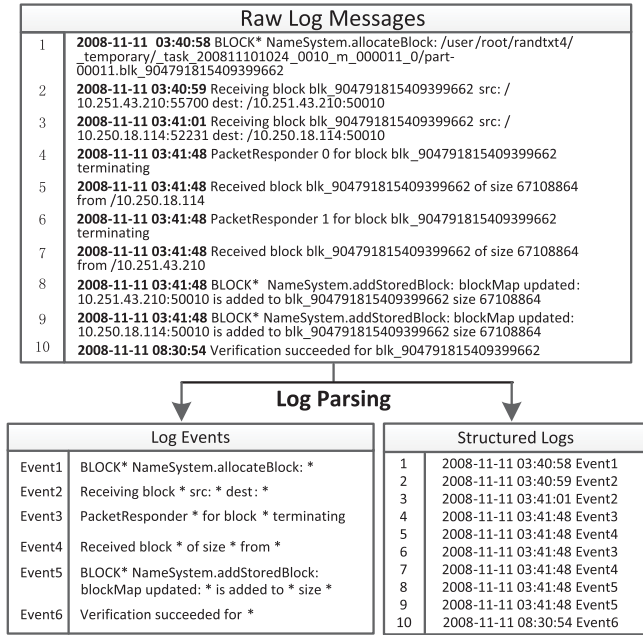 Raw Log Messages
1 2008-11-11 03:40:58 BLOCK* NameSystem.allocateBlock: /user/root/randtxt4/
_temporary/_task_200811101024_0010_m_000011_0/part-
00011.blk_904791815409399662
2 2008-11-11 03:40:59 Receiving block blk_904791815409399662 src: /
10.251.43.210:55700 dest: /10.251.43.210:50010
3 2008-11-11 03:41:01 Receiving block blk_904791815409399662 src: /
10.250.18.114:52231 dest: /10.250.18.114:50010
4 2008-11-11 03:41:48 PacketResponder 0 for block blk_904791815409399662
terminating
5 2008-11-11 03:41:48 Received block blk_904791815409399662 of size 67108864
from /10.250.18.114
6 2008-11-11 03:41:48 PacketResponder 1 for block blk_904791815409399662
terminating
7 2008-11-11 03:41:48 Received block blk_904791815409399662 of size 67108864
from /10.251.43.210
8 2008-11-11 03:41:48 BLOCK* NameSystem.addStoredBlock: blockMap updated:
10.251.43.210:50010 is added to blk_904791815409399662 size 67108864
9 2008-11-11 03:41:48 BLOCK* NameSystem.addStoredBlock: blockMap updated:
10.250.18.114:50010 is added to blk_904791815409399662 size 67108864
10 2008-11-11 08:30:54 Verification succeeded for blk_904791815409399662
Log Parsing
Log Events
Event1 BLOCK* NameSystem.allocateBlock: *
Event2 Receiving block * src: * dest: *
Event3 PacketResponder * for block * terminating
Event4 Received block * of size * from *
Event5 BLOCK* NameSystem.addStoredBlock:
blockMap updated: * is added to * size *
Event6 Verification succeeded for *
Structured Logs
1 2008-11-11 03:40:58 Event1
2 2008-11-11 03:40:59 Event2
3 2008-11-11 03:41:01 Event2
4 2008-11-11 03:41:48 Event3
5 2008-11-11 03:41:48 Event4
6 2008-11-11 03:41:48 Event3
7 2008-11-11 03:41:48 Event4
8 2008-11-11 03:41:48 Event5
9 2008-11-11 03:41:48 Event5
10 2008-11-11 08:30:54 Event6